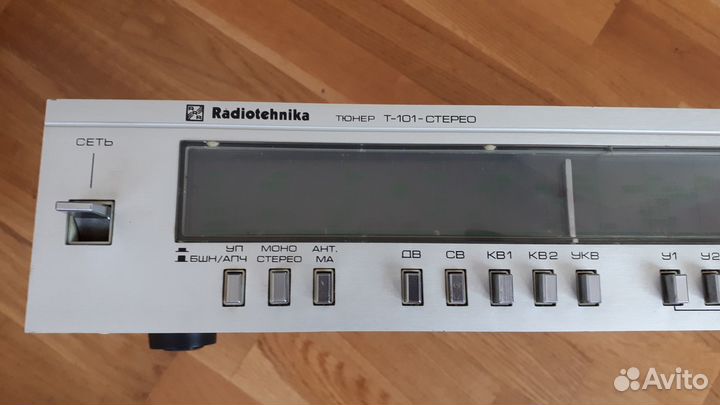 Radiotehnika ТЮНЕР Т-101-СТЕРЕО
СЕТЬ
УП МОНО АНТ. ДВ СВ КВ1 КВ2 УКВ У1 У2
БШН/АПЧ СТЕРЕО МА
Avito